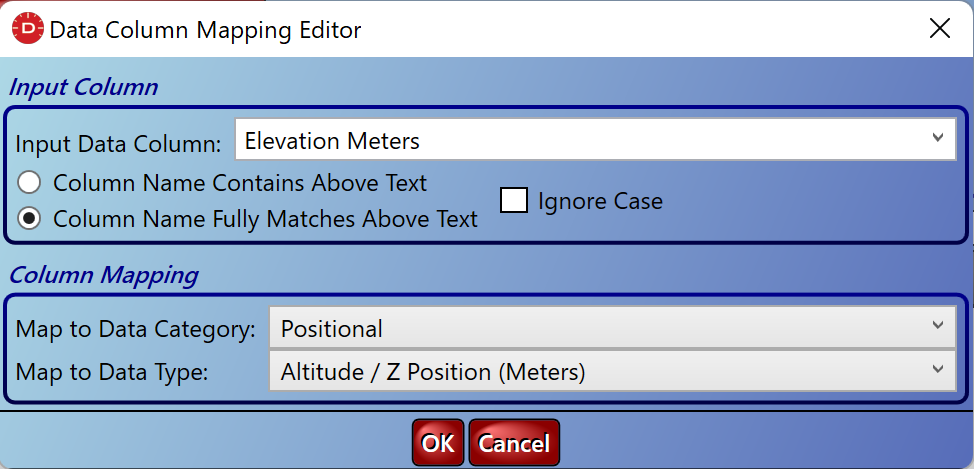 D Data Column Mapping Editor
Input Column
Input Data Column: Elevation Meters
Column Name Contains Above Text
Ignore Case
Column Name Fully Matches Above Text
Column Mapping
Map to Data Category: Positional
Map to Data Type: Altitude / Z Position (Meters)
OK Cancel